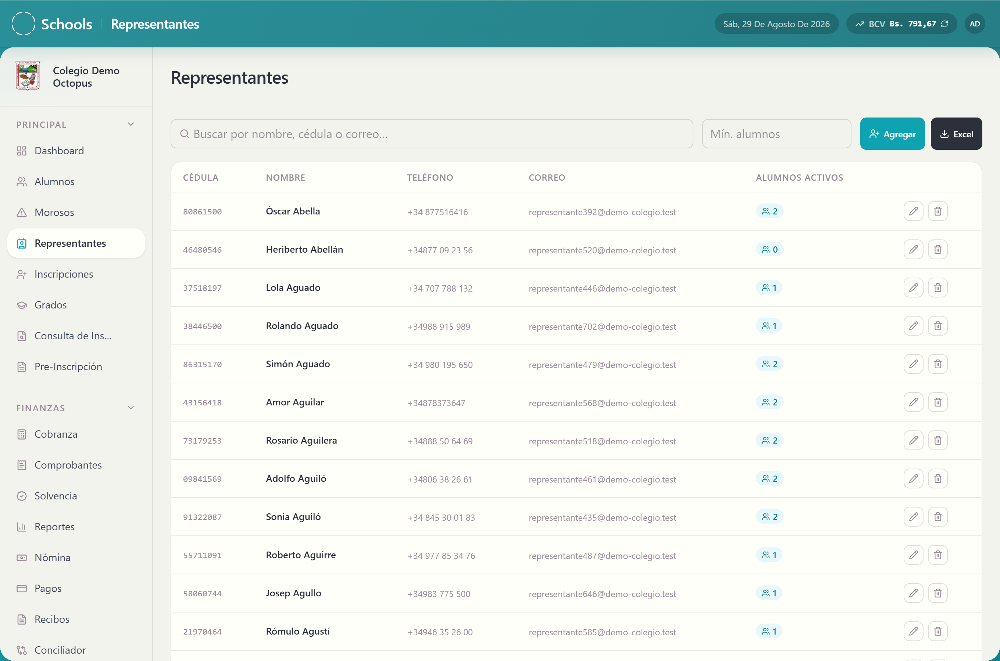 Schools
Representantes
Sáb, 29 De Agosto De 2026
BCV Bs. 791,67
AD
Colegio Demo
Octopus
PRINCIPAL
Dashboard
Alumnos
Morosos
Representantes
Inscripciones
Grados
Consulta de Ins...
Pre-Inscripción
FINANZAS
Cobranza
Comprobantes
Solvencia
Reportes
Nómina
Pagos
Recibos
Conciliador
Representantes
Buscar por nombre, cédula o correo...
Mín. alumnos
Agregar
Excel
CÉDULA NOMBRE TELÉFONO CORREO ALUMNOS ACTIVOS
80861500 Óscar Abella +34 877516416 representante392@demo-colegio.test 2
46480546 Heriberto Abellán +34877 09 23 56 representante520@demo-colegio.test 0
37518197 Lola Aguado +34 707 788 132 representante446@demo-colegio.test 1
38446500 Rolando Aguado +34988 915 989 representante702@demo-colegio.test 1
86315170 Simón Aguado +34 980 195 650 representante479@demo-colegio.test 2
43156418 Amor Aguilar +34878373647 representante568@demo-colegio.test 2
73179253 Rosario Aguilera +34888 50 64 69 representante518@demo-colegio.test 2
09841569 Adolfo Aguiló +34806 38 26 61 representante461@demo-colegio.test 2
91322087 Sonia Aguiló +34 845 30 01 83 representante435@demo-colegio.test 2
55711091 Roberto Aguirre +34 977 85 34 76 representante487@demo-colegio.test 1
58060744 Josep Agullo +34983 775 500 representante646@demo-colegio.test 1
21970464 Rómulo Agustí +34946 35 26 00 representante585@demo-colegio.test 1